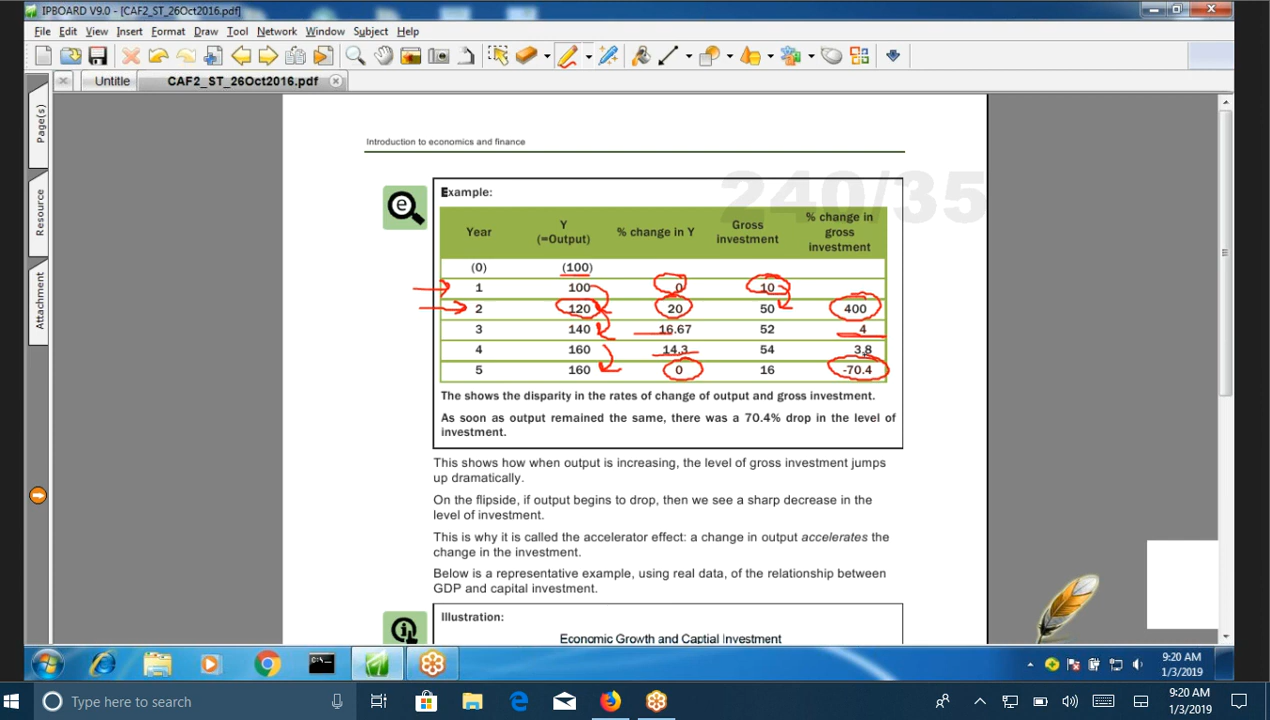 IPBOARD V9.0 - [CAF2_ST_26Oct2016.pdf]
File Edit View Insert Format Draw Tool Network Window Subject Help
Untitle CAF2_ST_26Oct2016.pdf
Page(s)
Resource
Attachment
Introduction to economics and finance
240/35
Example:
Year Y (=Output) % change in Y Gross investment % change in gross investment
(0) (100)
1 100 0 10
2 120 20 50 400
3 140 16.67 52 4
4 160 14.3 54 3.8
5 160 0 16 -70.4
The shows the disparity in the rates of change of output and gross investment.
As soon as output remained the same, there was a 70.4% drop in the level of
investment.
This shows how when output is increasing, the level of gross investment jumps
up dramatically.
On the flipside, if output begins to drop, then we see a sharp decrease in the
level of investment.
This is why it is called the accelerator effect: a change in output accelerates the
change in the investment.
Below is a representative example, using real data, of the relationship between
GDP and capital investment.
Illustration:
Economic Growth and Captial Investment
9:20 AM
1/3/2019
Type here to search
9:20 AM
1/3/2019